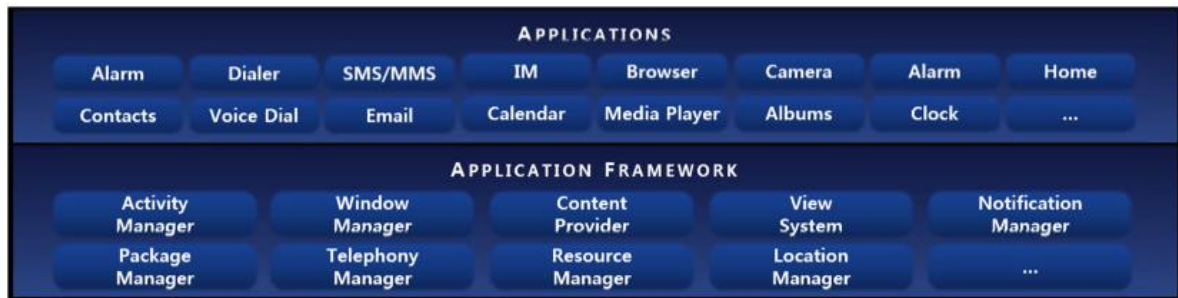 APPLICATIONS
Alarm Dialer SMS/MMS IM Browser Camera Alarm Home
Contacts Voice Dial Email Calendar Media Player Albums Clock ...
APPLICATION FRAMEWORK
Activity Window Content View Notification
Manager Manager Provider System Manager
Package Telephony Resource Location ...
Manager Manager Manager Manager